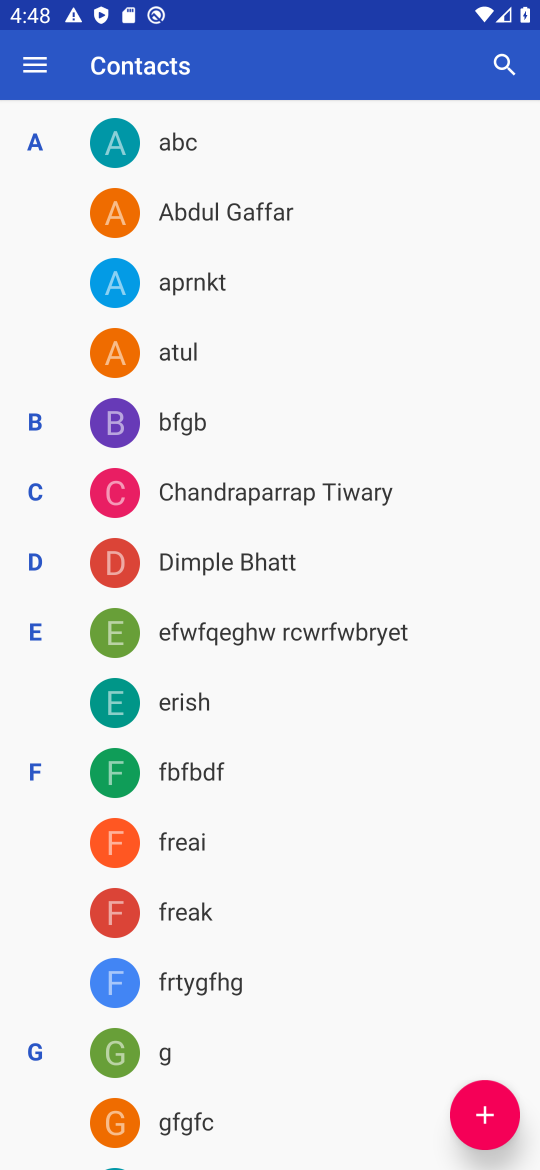 4:48
Contacts
A
A abc
A Abdul Gaffar
A aprnkt
A atul
B
B bfgb
C
C Chandraparrap Tiwary
D
D Dimple Bhatt
E
E efwfqeghw rcwrfwbryet
E erish
F
F fbfbdf
F freai
F freak
F frtygfhg
G
G g
G gfgfc